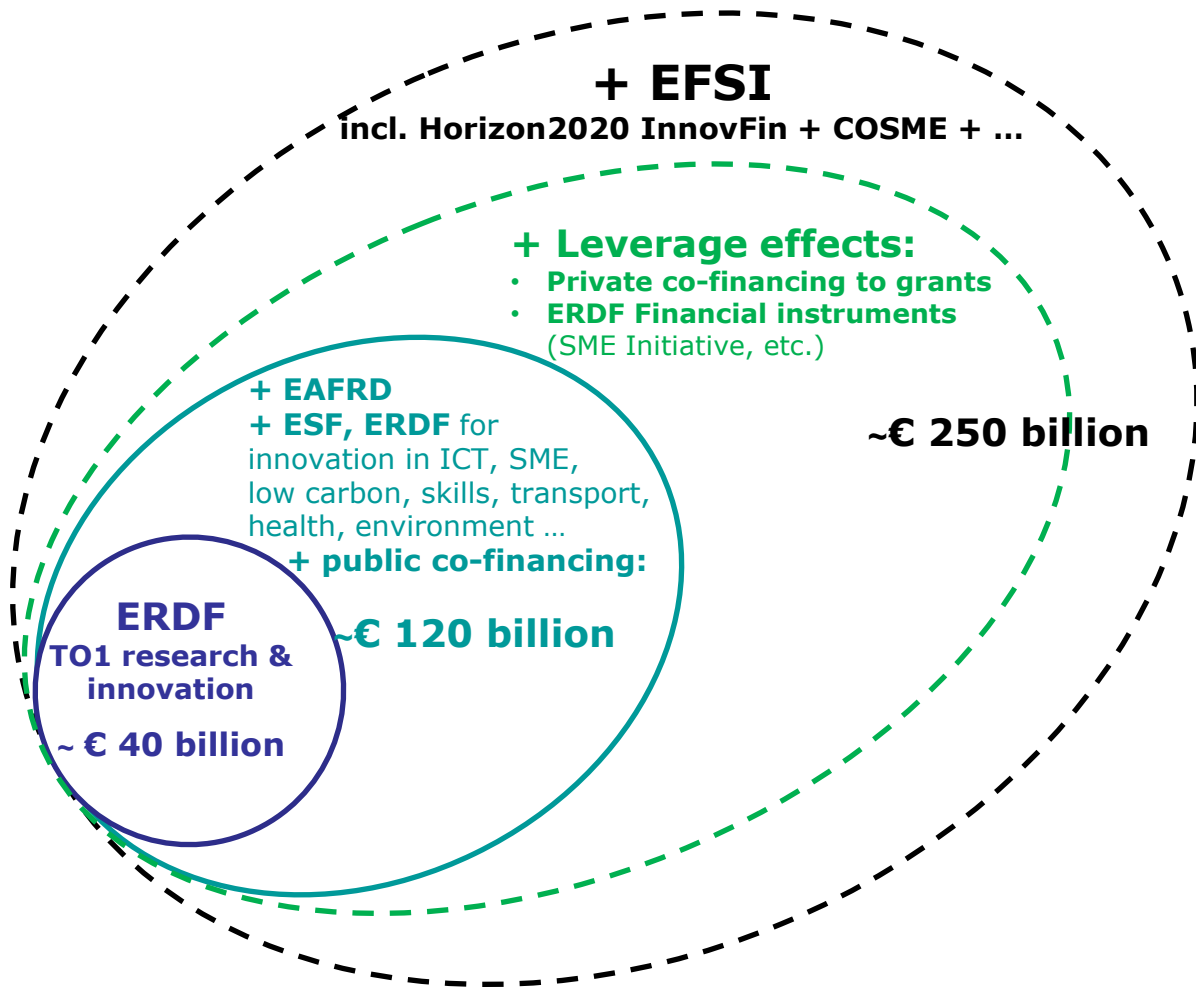 + EFSI
incl. Horizon2020 InnovFin + COSME + ...
+ Leverage effects:
• Private co-financing to grants
• ERDF Financial instruments
(SME Initiative, etc.)
~€ 250 billion
+ EAFRD
+ ESF, ERDF for
innovation in ICT, SME,
low carbon, skills, transport,
health, environment …
+ public co-financing:
~€ 120 billion
ERDF
TO1 research &
innovation
~ € 40 billion